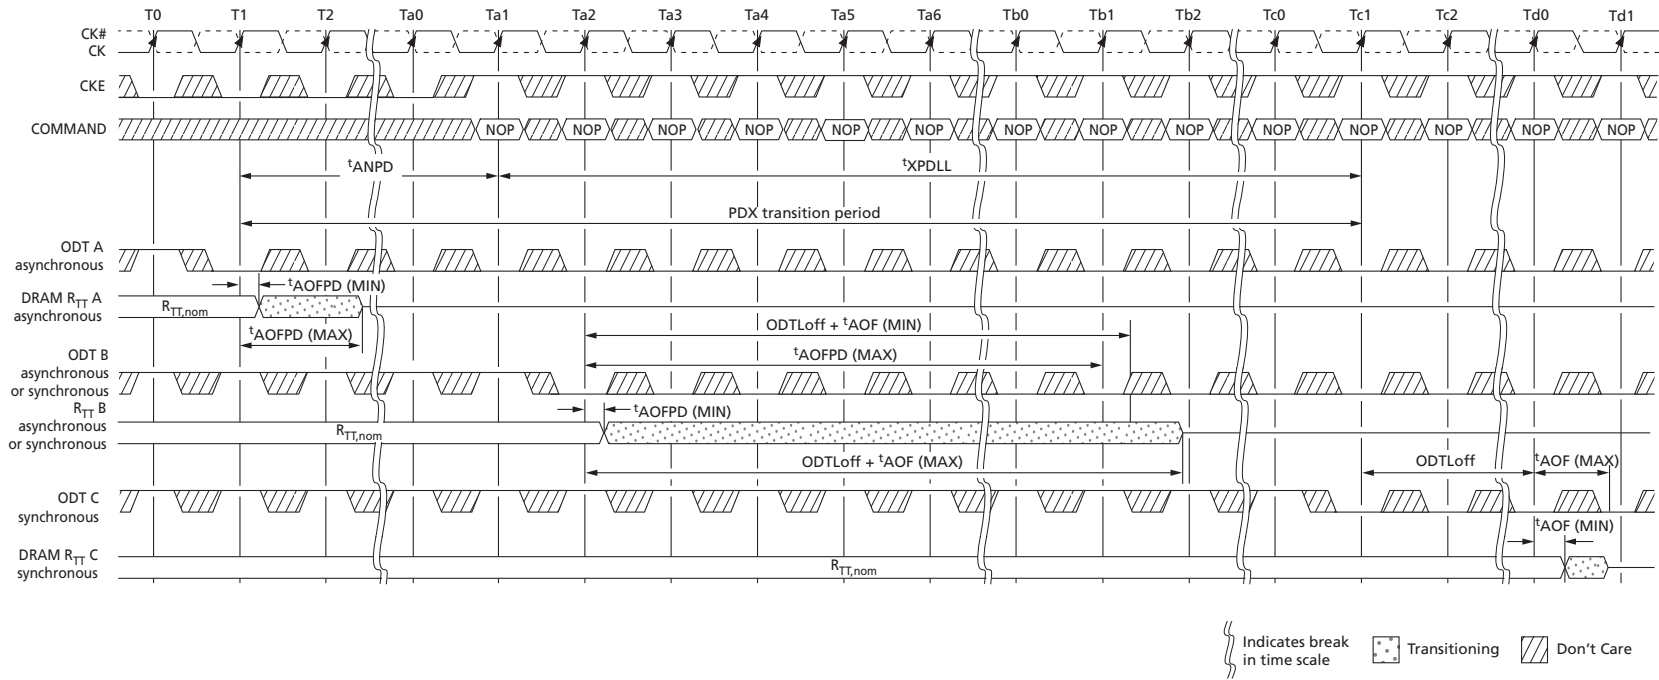 T0 T1 T2 Ta0 Ta1 Ta2 Ta3 Ta4 Ta5 Ta6 Tb0 Tb1 Tb2 Tc0 Tc1 Tc2 Td0 Td1
CK#
CK
CKE
COMMAND NOP NOP NOP NOP NOP NOP NOP NOP NOP NOP NOP NOP NOP NOP
tANPD tXPDLL
PDX transition period
ODT A
asynchronous
tAOFPD (MIN)
DRAM RTT A
asynchronous
RTT,nom
tAOFPD (MAX)
ODTLoff + tAOF (MIN)
tAOFPD (MAX)
ODT B
asynchronous
or synchronous
tAOFPD (MIN)
RTT B
asynchronous
or synchronous
RTT,nom
ODTLoff + tAOF (MAX) ODTLoff tAOF (MAX)
ODT C
synchronous
tAOF (MIN)
DRAM RTT C
synchronous
RTT,nom
Indicates break
in time scale
Transitioning
Don't Care